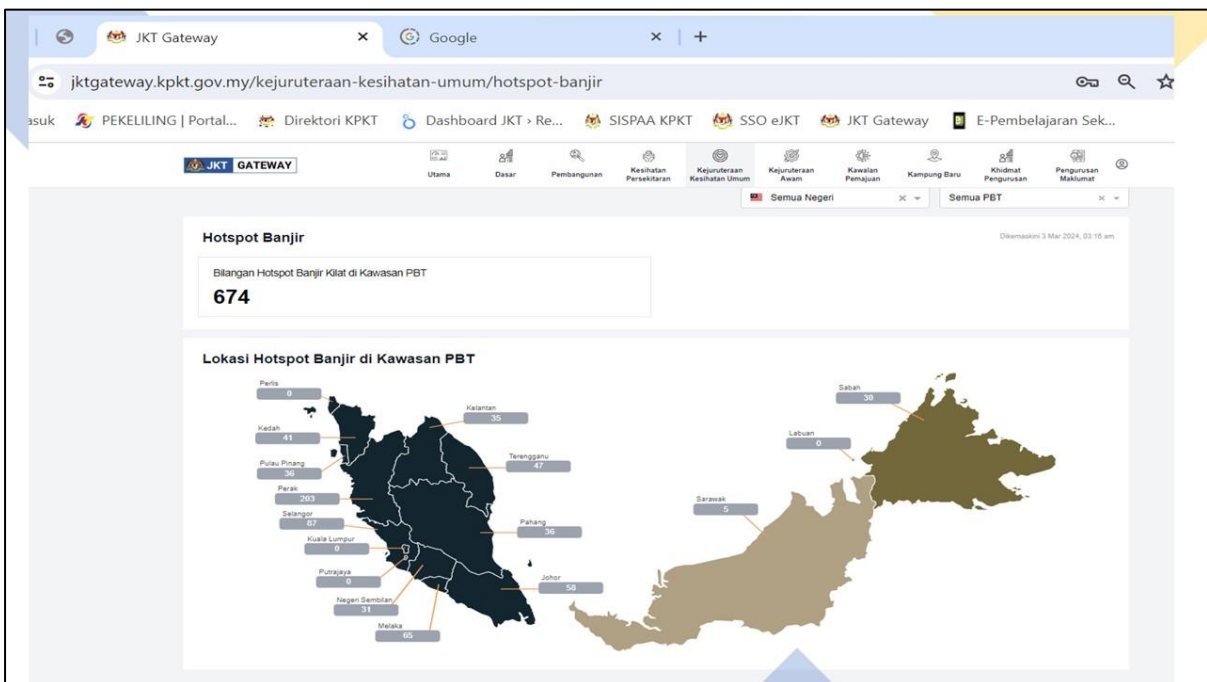 JKT Gateway
Google
jktgateway.kpkt.gov.my/kejuruteraan-kesihatan-umum/hotspot-banjir
asuk PEKELILING | Portal... Direktori KPKT Dashboard JKT › Re... SISPAA KPKT SSO eJKT JKT Gateway E-Pembelajaran Sek...
JKT GATEWAY
Utama
Dasar
Pembangunan
Kesihatan
Persekitaran
Kejuruteraan
Kesihatan Umum
Kejuruteraan
Awam
Kawalan
Pemajuan
Kampung Baru
Khidmat
Pengurusan
Pengurusan
Maklumat
Semua Negeri
Semua PBT
Hotspot Banjir
Dikemaskini 3 Mar 2024, 03:16 am
Bilangan Hotspot Banjir Kilat di Kawasan PBT
674
Lokasi Hotspot Banjir di Kawasan PBT
Perlis
0
Kedah
41
Pulau Pinang
36
Perak
203
Selangor
87
Kuala Lumpur
0
Putrajaya
0
Negeri Sembilan
31
Melaka
65
Kelantan
35
Terengganu
47
Pahang
36
Johor
58
Sabah
30
Labuan
0
Sarawak
5